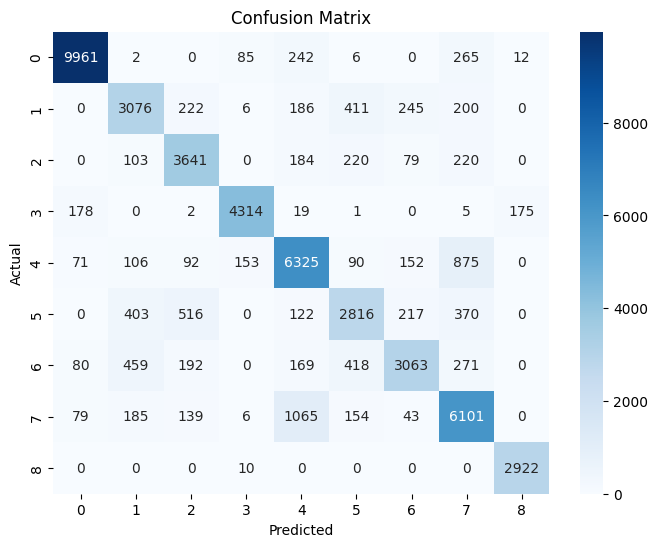 Confusion Matrix
0 9961 2 0 85 242 6 0 265 12
1 0 3076 222 6 186 411 245 200 0
2 0 103 3641 0 184 220 79 220 0
3 178 0 2 4314 19 1 0 5 175
4 71 106 92 153 6325 90 152 875 0
5 0 403 516 0 122 2816 217 370 0
6 80 459 192 0 169 418 3063 271 0
7 79 185 139 6 1065 154 43 6101 0
8 0 0 0 10 0 0 0 0 2922
0 1 2 3 4 5 6 7 8
Predicted
Actual
8000
6000
4000
2000
0